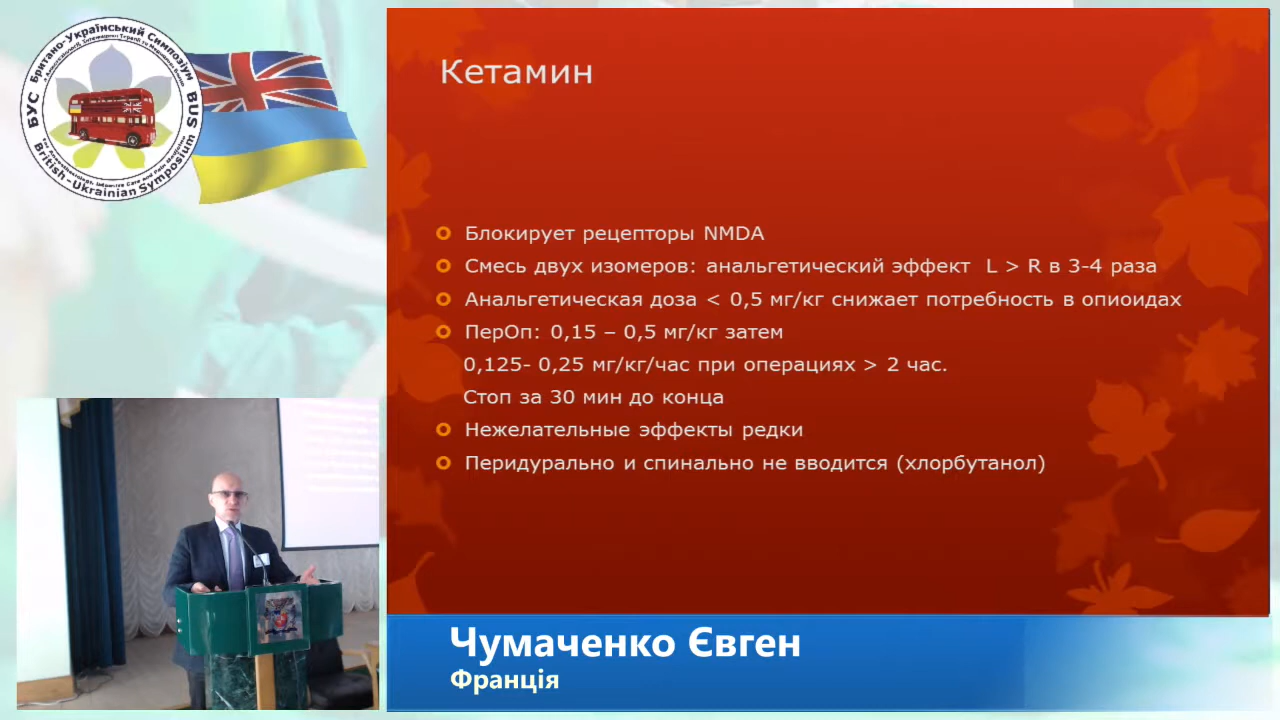 Британо-Український Симпозіум
БУС
BUS
British-Ukrainian Symposium
Кетамин
Блокирует рецепторы NMDA
Смесь двух изомеров: анальгетический эффект L > R в 3-4 раза
Анальгетическая доза < 0,5 мг/кг снижает потребность в опиоидах
ПерОп: 0,15 – 0,5 мг/кг затем
0,125- 0,25 мг/кг/час при операциях > 2 час.
Стоп за 30 мин до конца
Нежелательные эффекты редки
Перидурально и спинально не вводится (хлорбутанол)
Чумаченко Євген
Франція